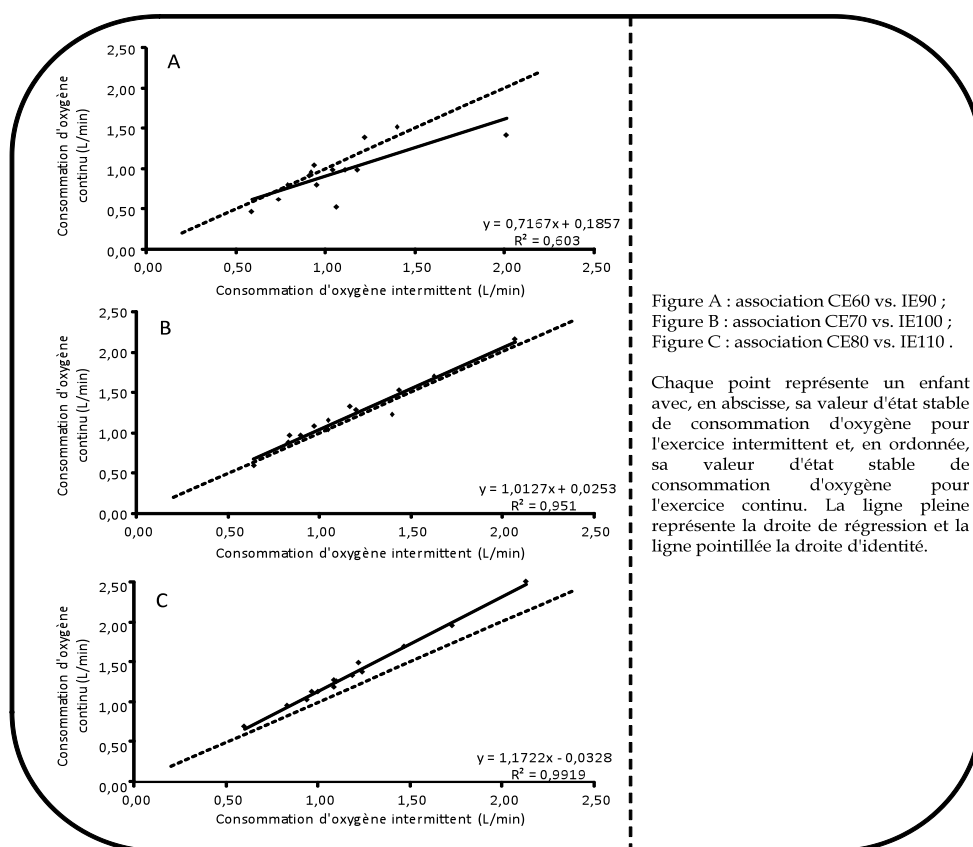 A
Consommation d'oxygène
continu (L/min)
2,50
2,00
1,50
1,00
0,50
0,00
y = 0,7167x + 0,1857
R² = 0,603
0,00 0,50 1,00 1,50 2,00 2,50
Consommation d'oxygène intermittent (L/min)
B
Consommation d'oxygène
continu (L/min)
2,50
2,00
1,50
1,00
0,50
0,00
y = 1,0127x + 0,0253
R² = 0,951
0,00 0,50 1,00 1,50 2,00 2,50
Consommation d'oxygène intermittent (L/min)
C
Consommation d'oxygène
continu (L/min)
2,50
2,00
1,50
1,00
0,50
0,00
y = 1,1722x - 0,0328
R² = 0,9919
0,00 0,50 1,00 1,50 2,00 2,50
Consommation d'oxygène intermittent (L/min)
Figure A : association CE60 vs. IE90 ;
Figure B : association CE70 vs. IE100 ;
Figure C : association CE80 vs. IE110 .
Chaque point représente un enfant
avec, en abscisse, sa valeur d'état stable
de consommation d'oxygène pour
l'exercice intermittent et, en ordonnée,
sa valeur d'état stable de
consommation d'oxygène pour
l'exercice continu. La ligne pleine
représente la droite de régression et la
ligne pointillée la droite d'identité.